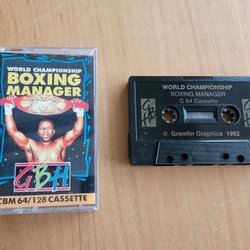 WORLD CHAMPIONSHIP
BOXING
MANAGER
GBH
CBM 64/128 CASSETTE
WORLD CHAMPIONSHIP
BOXING MANAGER
C 64 Cassette
© Gremlin Graphics 1992